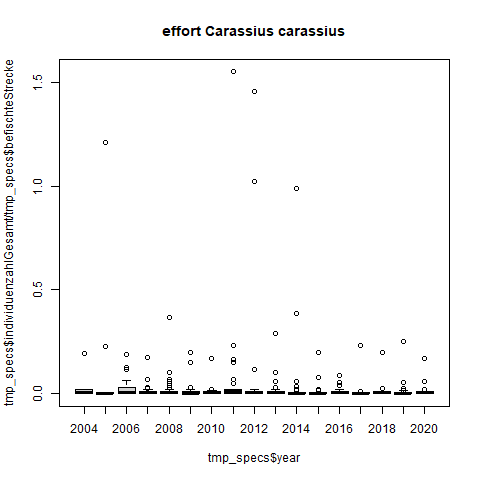 effort Carassius carassius
tmp_specs$individuenzahlGesamt/tmp_specs$befischteStrecke
1.5
1.0
0.5
0.0
2004 2006 2008 2010 2012 2014 2016 2018 2020
tmp_specs$year